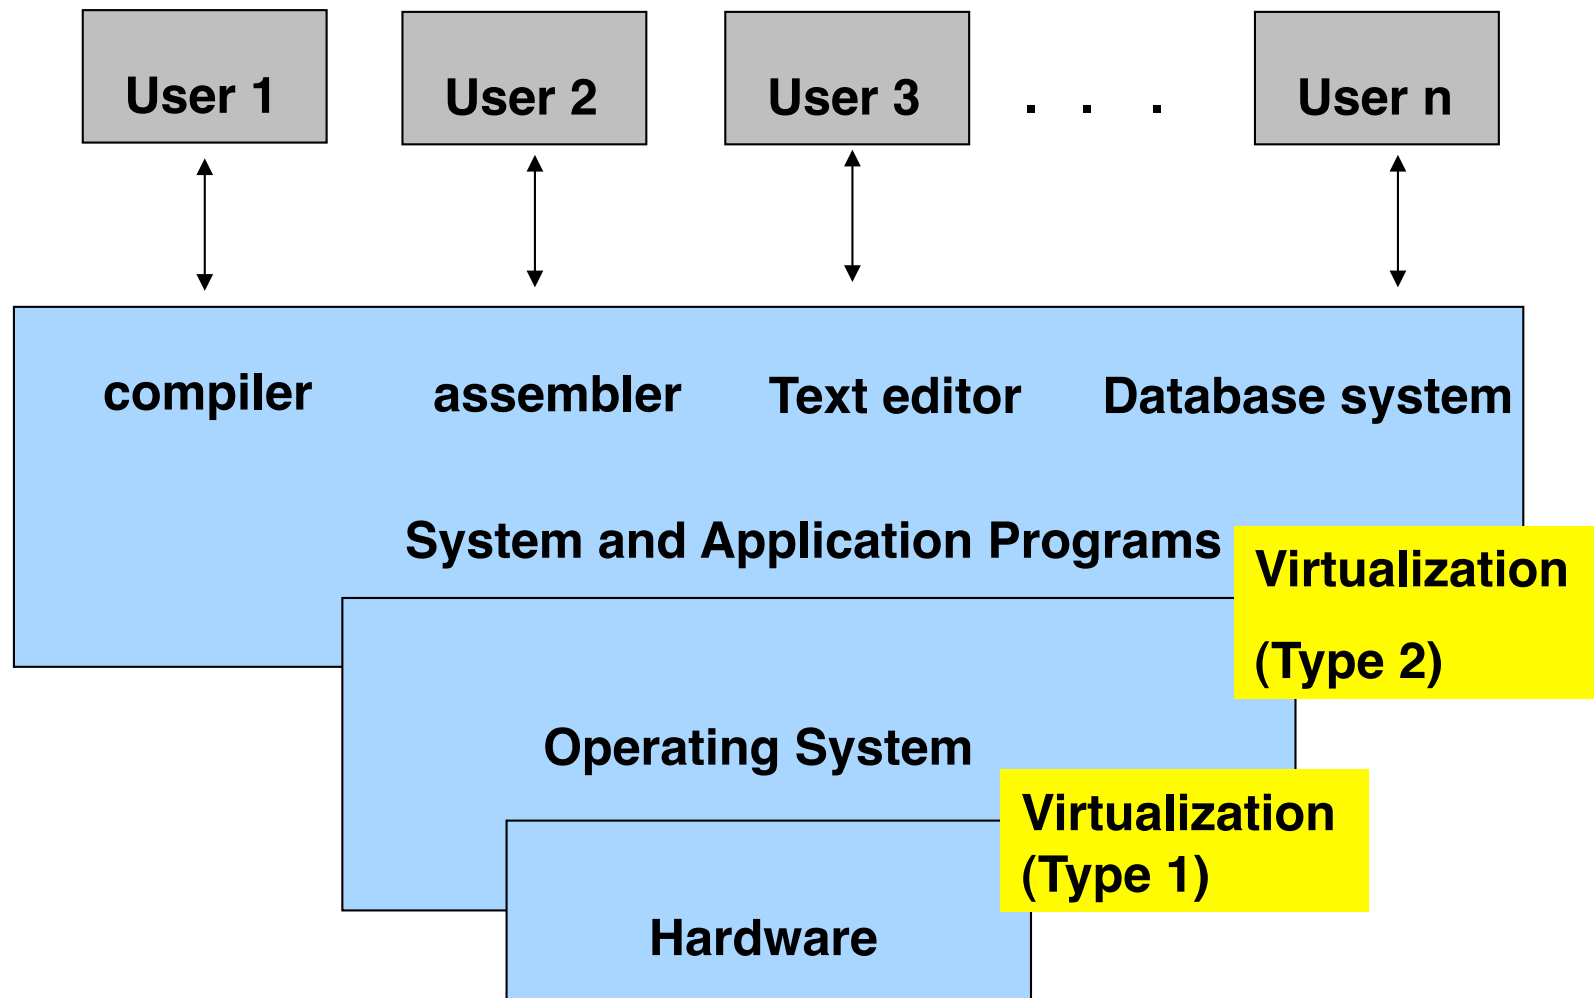 User 1
User 2
User 3
. . .
User n
compiler
assembler
Text editor
Database system
System and Application Programs
Virtualization
(Type 2)
Operating System
Virtualization
(Type 1)
Hardware